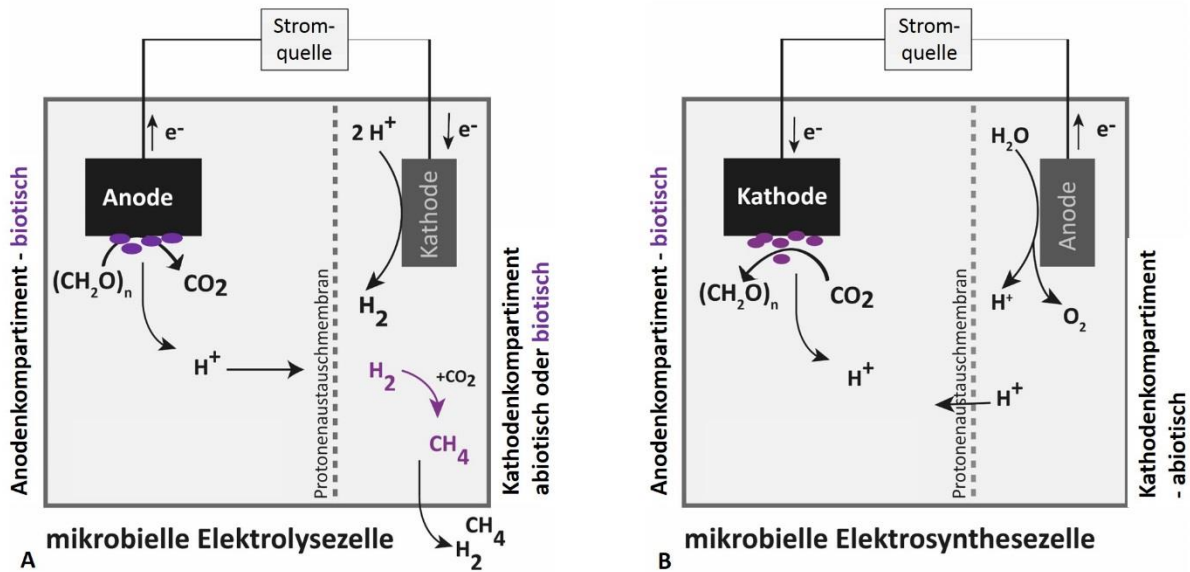 Strom-
quelle
e-
Anode
(CH₂O)ₙ
CO₂
H⁺
Anodenkompartiment - biotisch
Protonenaustauschmembran
2 H⁺
e-
Kathode
H₂
H₂
+CO₂
CH₄
CH₄
H₂
Kathodenkompartiment
abiotisch oder biotisch
A
mikrobielle Elektrolysezelle
Strom-
quelle
e-
Kathode
(CH₂O)ₙ
CO₂
H⁺
Anodenkompartiment - biotisch
Protonenaustauschmembran
H₂O
e-
Anode
H⁺
O₂
H⁺
Kathodenkompartiment
- abiotisch
B
mikrobielle Elektrosynthesezelle